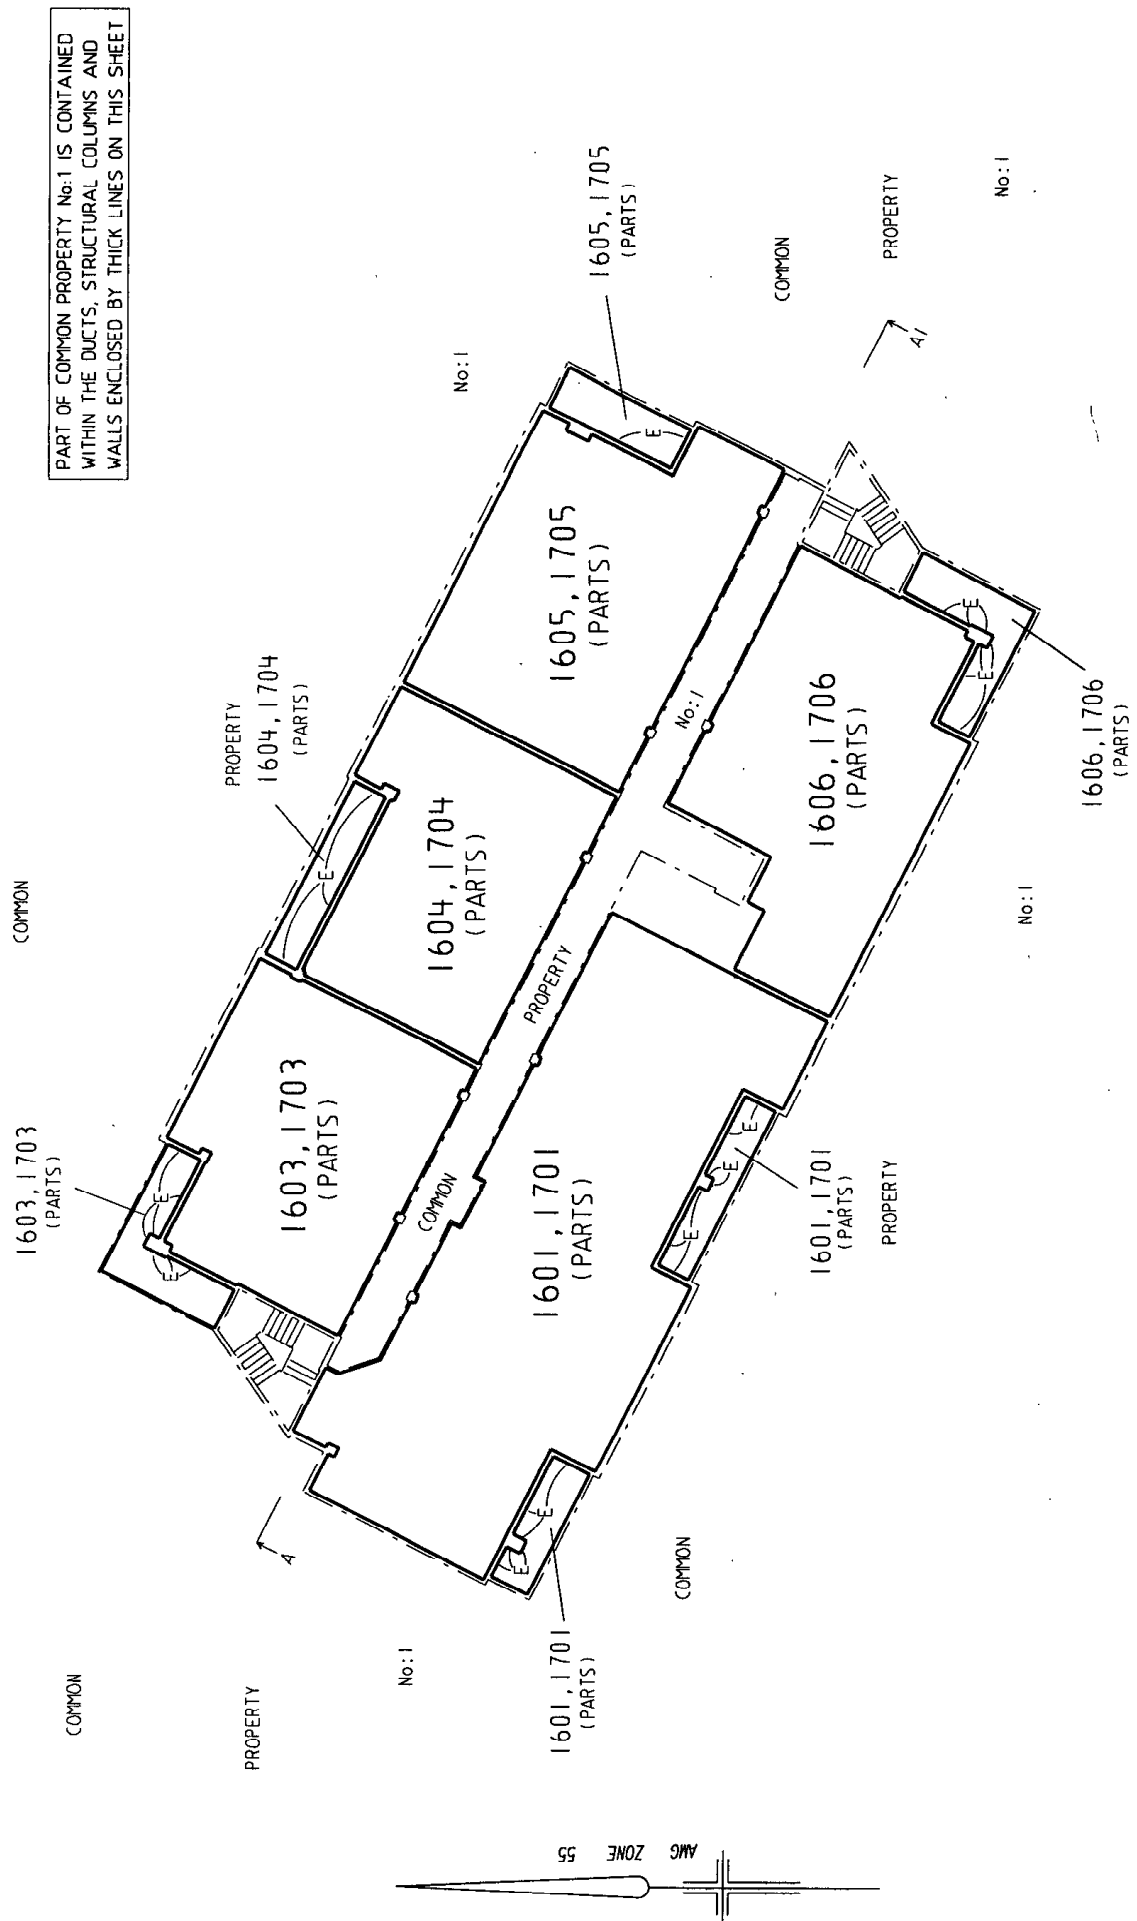 PART OF COMMON PROPERTY No:1 IS CONTAINED
WITHIN THE DUCTS, STRUCTURAL COLUMNS AND
WALLS ENCLOSED BY THICK LINES ON THIS SHEET
COMMON
PROPERTY
No:1
COMMON
PROPERTY
1604, 1704
(PARTS)
No:1
1605, 1705
(PARTS)
COMMON
PROPERTY
No:1
1603, 1703
(PARTS)
E
E
1603, 1703
(PARTS)
E
1604, 1704
(PARTS)
1605, 1705
(PARTS)
E
COMMON
PROPERTY
No:1
A
A1
1601, 1701
(PARTS)
1606, 1706
(PARTS)
E
E
E
E
1601, 1701
(PARTS)
COMMON
E
E
E
1601, 1701
(PARTS)
PROPERTY
No:1
1606, 1706
(PARTS)
AMG ZONE 55